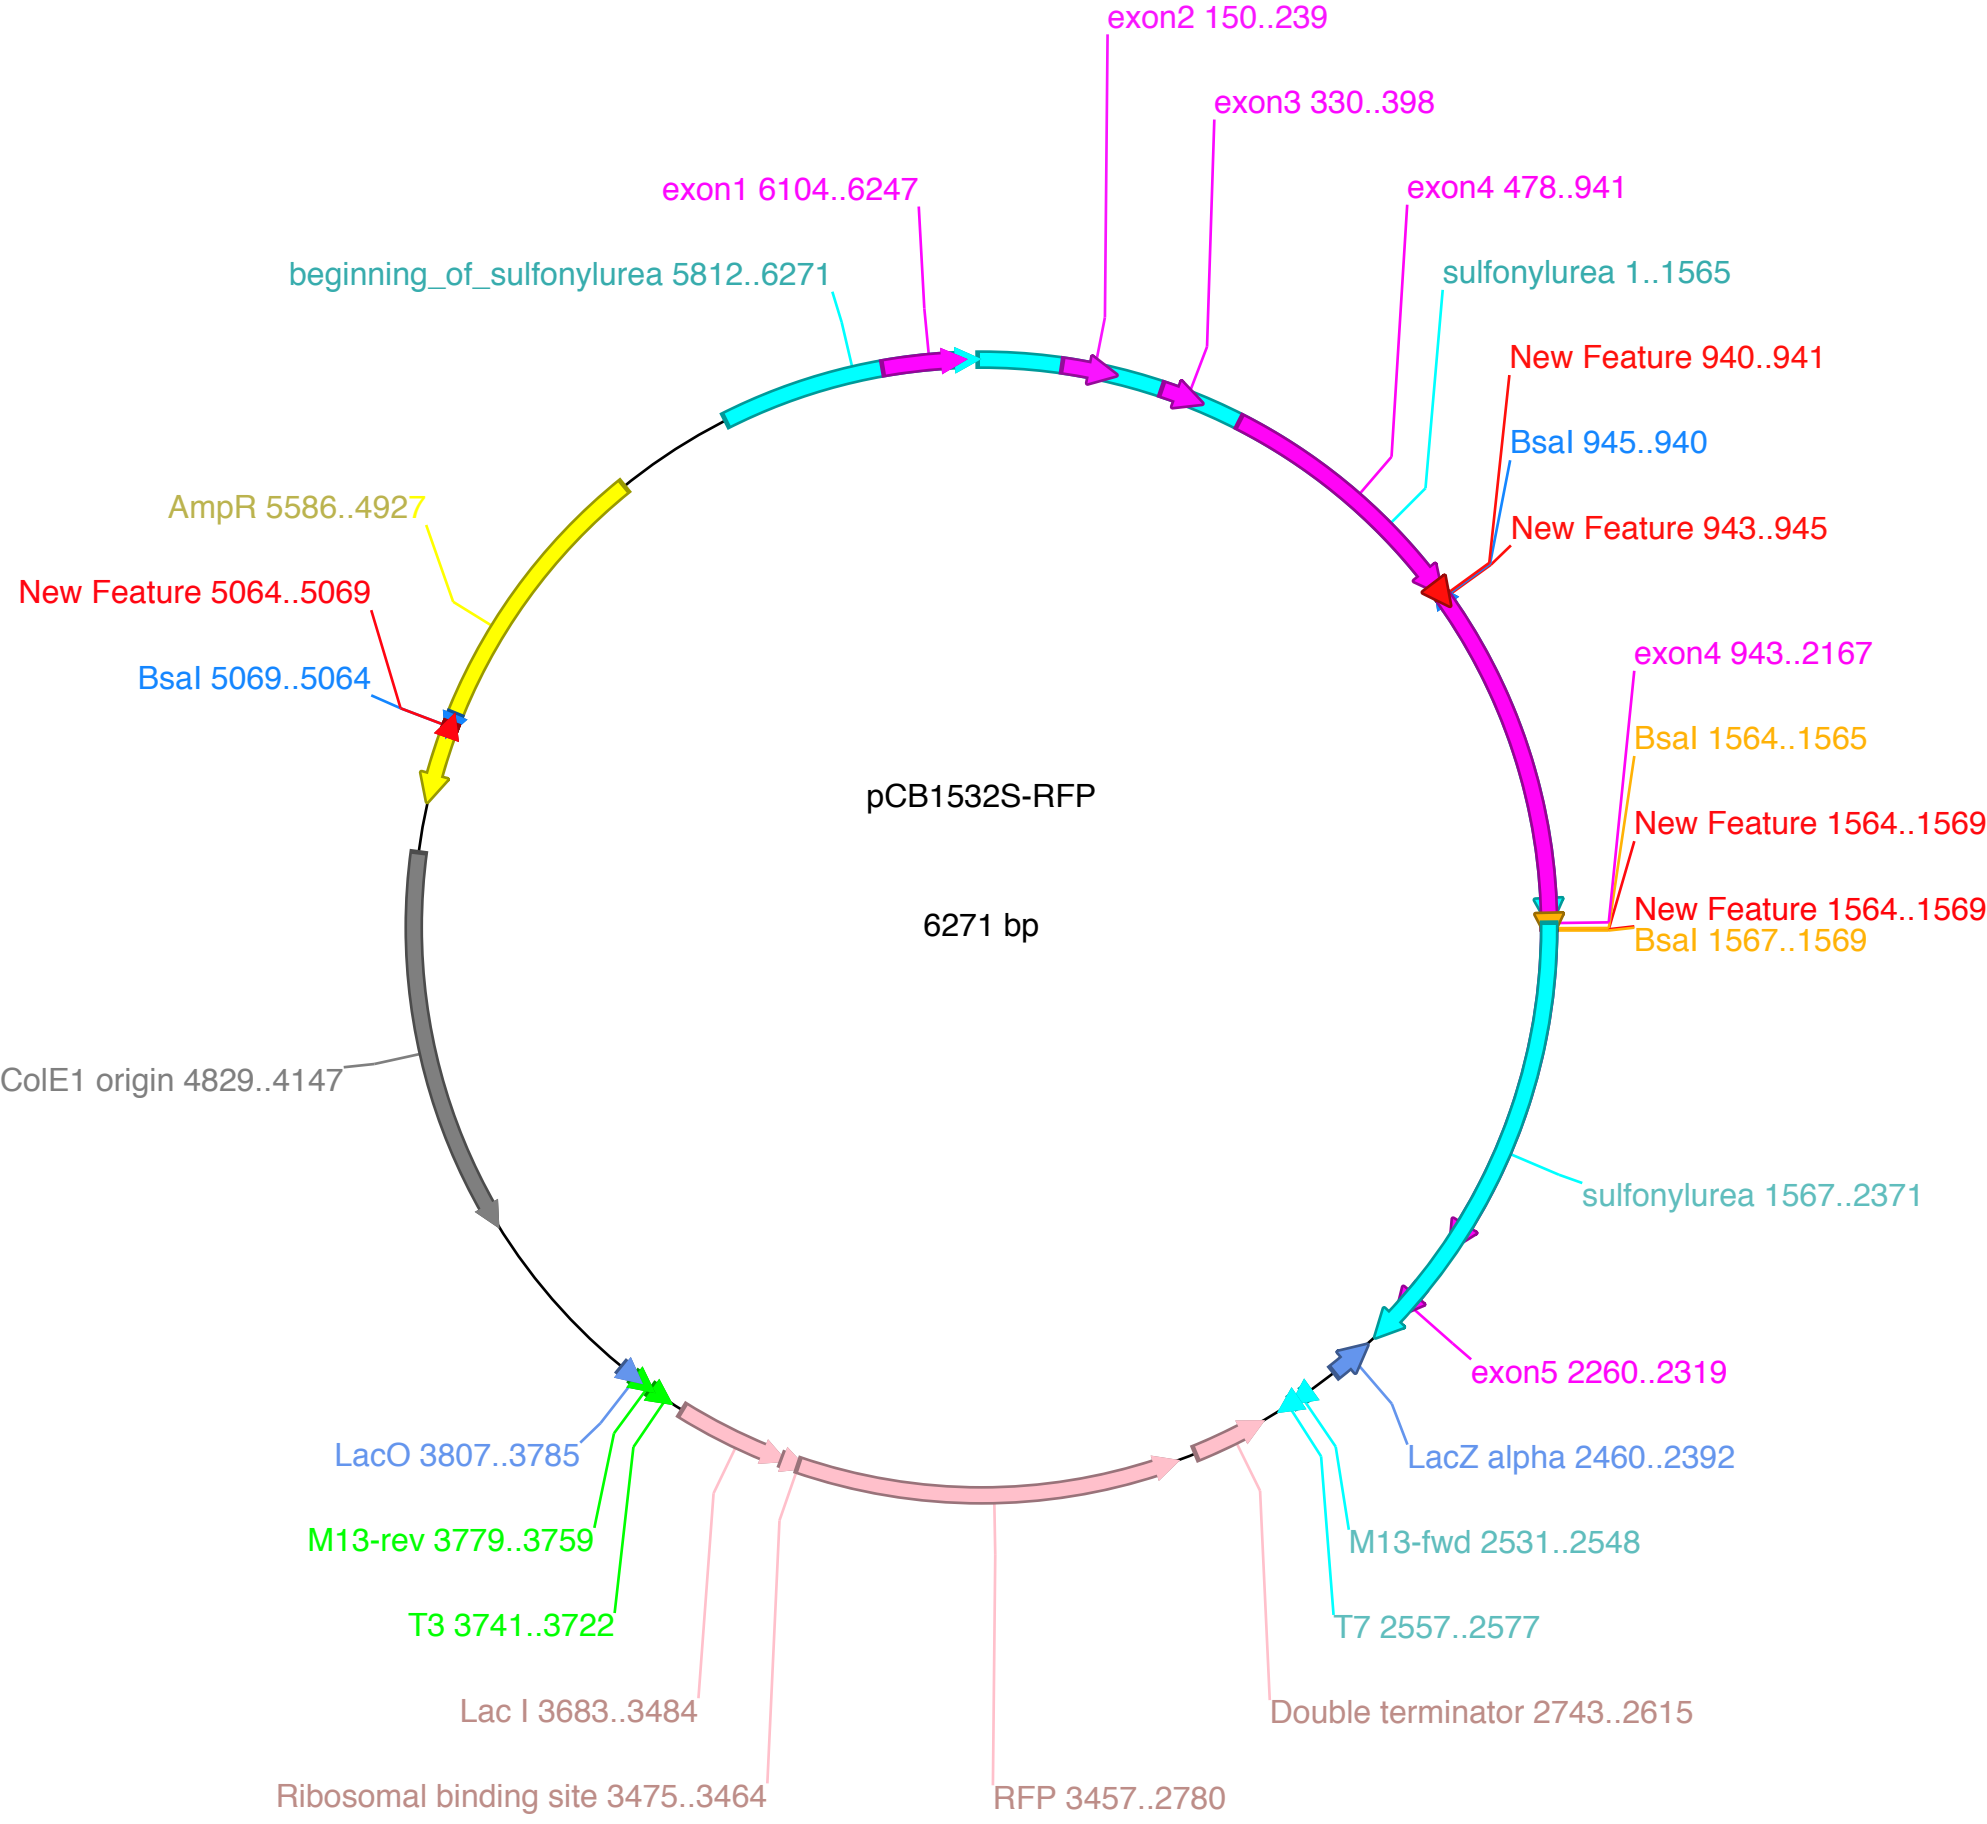 exon2 150..239
exon3 330..398
exon1 6104..6247
exon4 478..941
beginning_of_sulfonylurea 5812..6271
sulfonylurea 1..1565
New Feature 940..941
BsaI 945..940
AmpR 5586..4927
New Feature 943..945
New Feature 5064..5069
exon4 943..2167
BsaI 5069..5064
BsaI 1564..1565
pCB1532S-RFP
New Feature 1564..1569
New Feature 1564..1569
6271 bp
BsaI 1567..1569
ColE1 origin 4829..4147
sulfonylurea 1567..2371
exon5 2260..2319
LacO 3807..3785
LacZ alpha 2460..2392
M13-rev 3779..3759
M13-fwd 2531..2548
T3 3741..3722
T7 2557..2577
Lac I 3683..3484
Double terminator 2743..2615
Ribosomal binding site 3475..3464
RFP 3457..2780